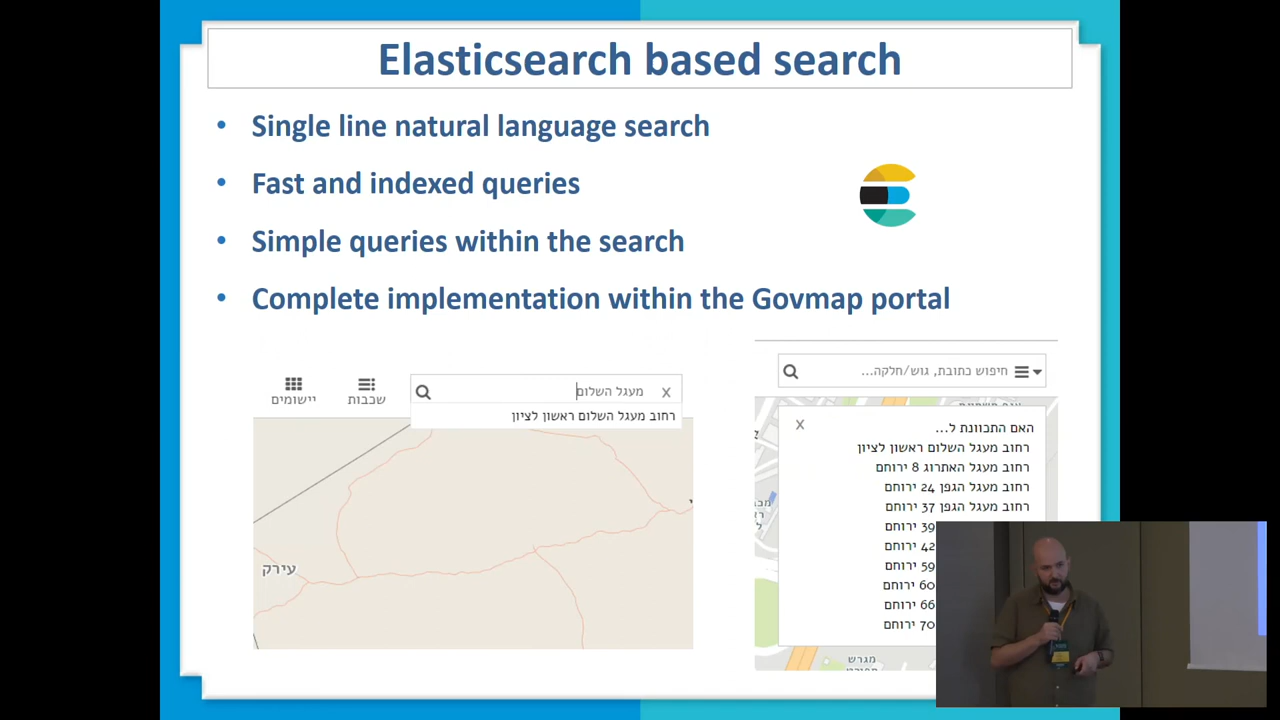 Elasticsearch based search
• Single line natural language search
• Fast and indexed queries
• Simple queries within the search
• Complete implementation within the Govmap portal
יישומים
שכבות
מעגל השלום
X
רחוב מעגל השלום ראשון לציון
עירק
חיפוש כתובת, גוש/חלקה...
X
האם התכוונת ל...
רחוב מעגל השלום ראשון לציון
רחוב מעגל האתרוג 8 ירוחם
רחוב מעגל הגפן 24 ירוחם
רחוב מעגל הגפן 37 ירוחם
39 ירוחם
42 ירוחם
59 ירוחם
60 ירוחם
66 ירוחם
70 ירוחם
מגרש